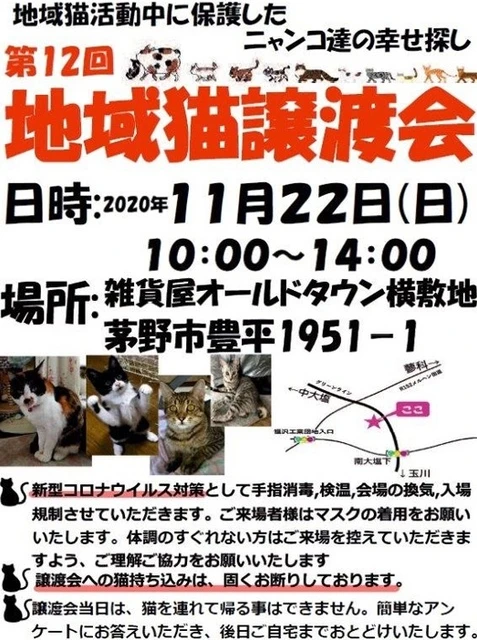 地域猫活動中に保護した
ニャンコ達の幸せ探し
第12回
地域猫譲渡会
日時:2020年11月22日(日)
10:00～14:00
場所:雑貨屋オールドタウン横敷地
茅野市豊平1951－1
蓼科→
グリーンライン
←中大塩
ここ
塩沢工業団地入口
南大塩下
↓玉川
新型コロナウイルス対策として手指消毒,検温,会場の換気,入場
規制させていただきます。ご来場者様はマスクの着用をお願い
いたします。体調のすぐれない方はご来場を控えていただきま
すよう、ご理解ご協力をお願いいたします
譲渡会への猫持ち込みは、固くお断りしております。
譲渡会当日は、猫を連れて帰る事はできません。簡単なアン
ケートにお答えいただき、後日ご自宅までおとどけいたします。